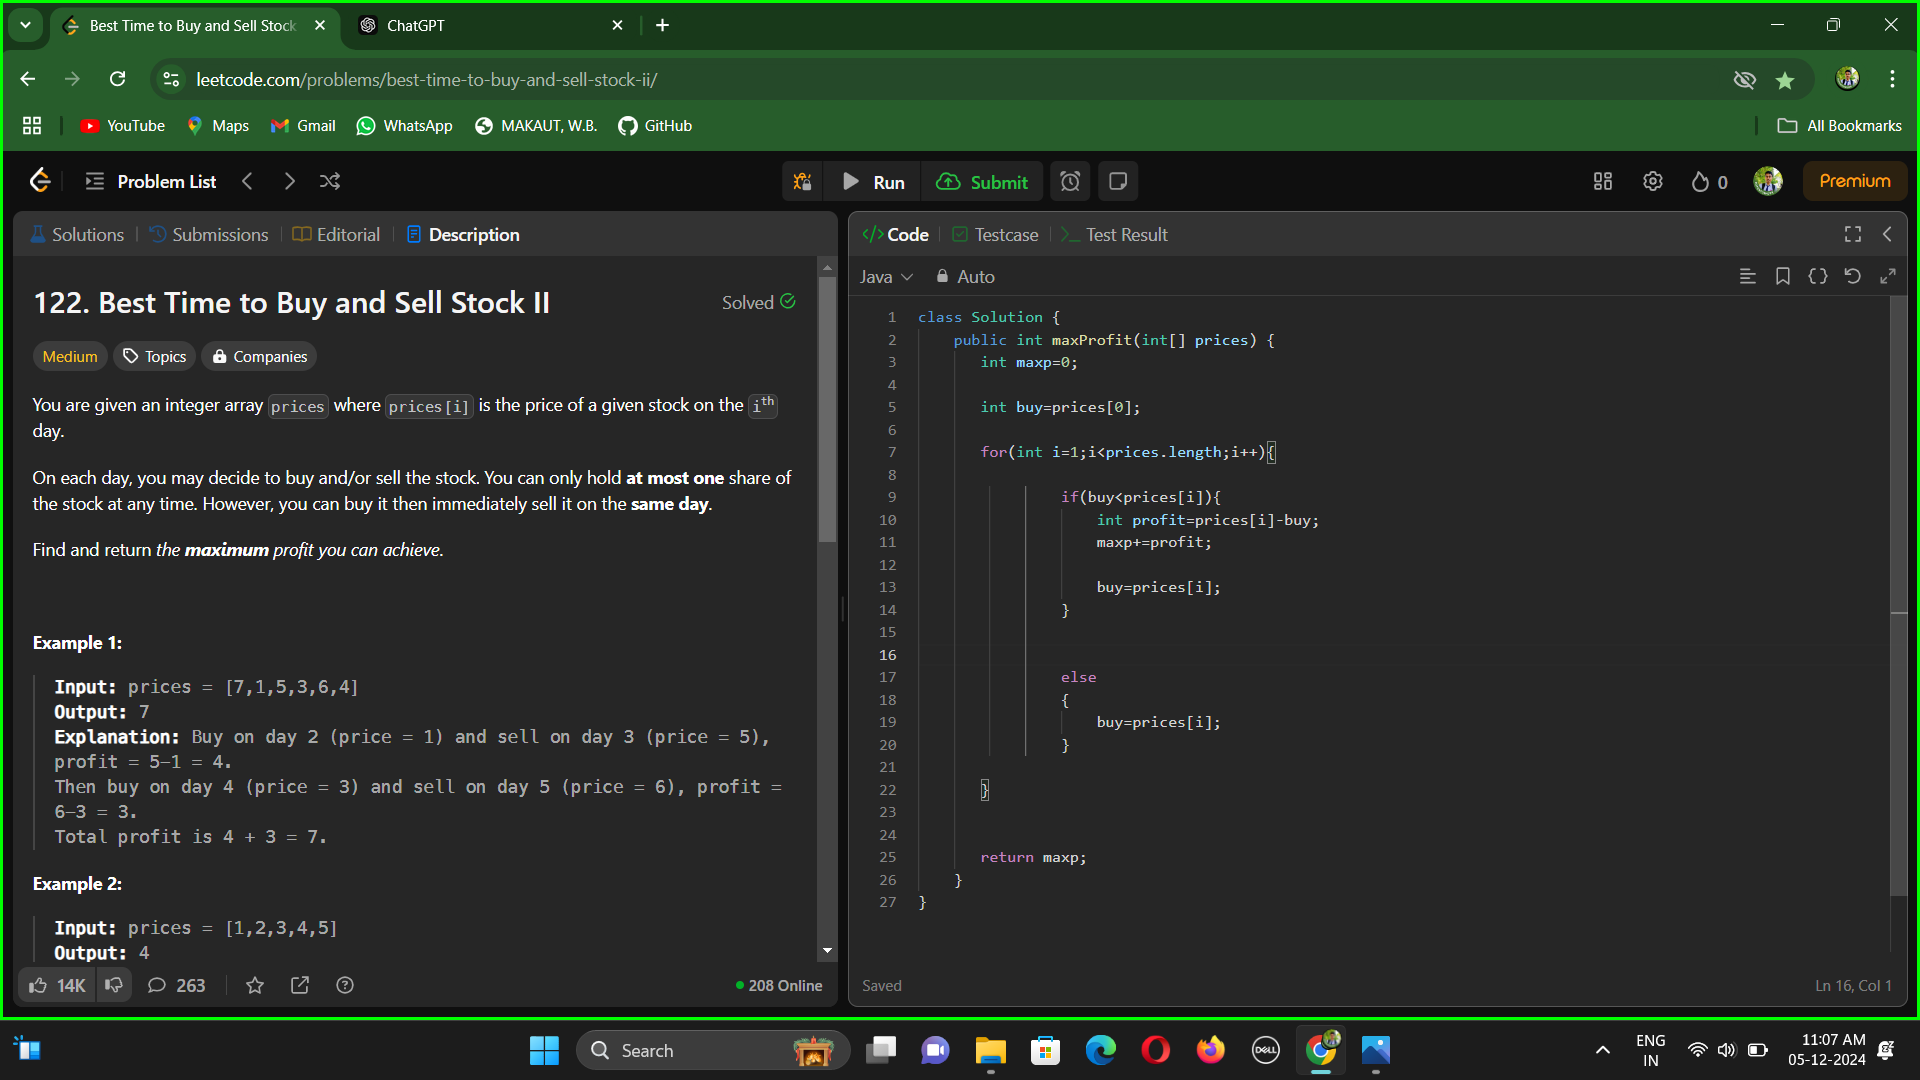 Best Time to Buy and Sell Stock
ChatGPT
leetcode.com/problems/best-time-to-buy-and-sell-stock-ii/
YouTube
Maps
Gmail
WhatsApp
MAKAUT, W.B.
GitHub
All Bookmarks
Problem List
Run
Submit
0
Premium
Solutions
Submissions
Editorial
Description
122. Best Time to Buy and Sell Stock II
Solved
Medium
Topics
Companies
You are given an integer array prices where prices[i] is the price of a given stock on the ith
day.
On each day, you may decide to buy and/or sell the stock. You can only hold at most one share of
the stock at any time. However, you can buy it then immediately sell it on the same day.
Find and return the maximum profit you can achieve.
Example 1:
Input: prices = [7,1,5,3,6,4]
Output: 7
Explanation: Buy on day 2 (price = 1) and sell on day 3 (price = 5),
profit = 5-1 = 4.
Then buy on day 4 (price = 3) and sell on day 5 (price = 6), profit =
6-3 = 3.
Total profit is 4 + 3 = 7.
Example 2:
Input: prices = [1,2,3,4,5]
Output: 4
14K
263
208 Online
</> Code
Testcase
>_ Test Result
Java
Auto
1 class Solution {
2 public int maxProfit(int[] prices) {
3 int maxp=0;
4
5 int buy=prices[0];
6
7 for(int i=1;i<prices.length;i++){
8
9 if(buy<prices[i]){
10 int profit=prices[i]-buy;
11 maxp+=profit;
12
13 buy=prices[i];
14 }
15
16
17 else
18 {
19 buy=prices[i];
20 }
21
22 }
23
24
25 return maxp;
26 }
27 }
Saved
Ln 16, Col 1
Search
DELL
ENG
IN
11:07 AM
05-12-2024